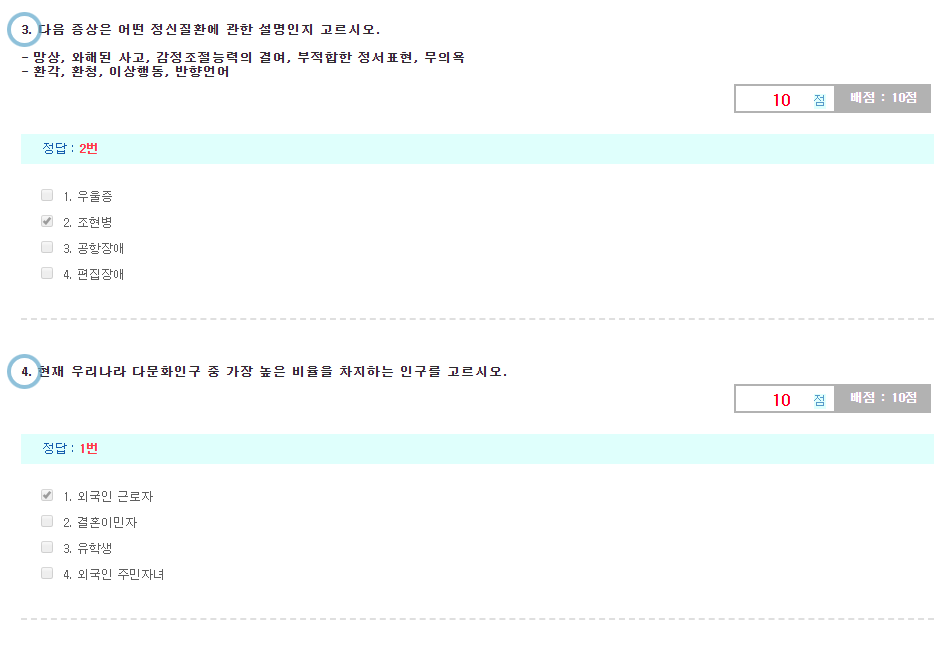 3. 다음 증상은 어떤 정신질환에 관한 설명인지 고르시오.
- 망상, 와해된 사고, 감정조절능력의 결여, 부적합한 정서표현, 무의욕
- 환각, 환청, 이상행동, 반향언어
10 점 배점 : 10점
정답 : 2번
1. 우울증
2. 조현병
3. 공항장애
4. 편집장애
4. 현재 우리나라 다문화인구 중 가장 높은 비율을 차지하는 인구를 고르시오.
10 점 배점 : 10점
정답 : 1번
1. 외국인 근로자
2. 결혼이민자
3. 유학생
4. 외국인 주민자녀